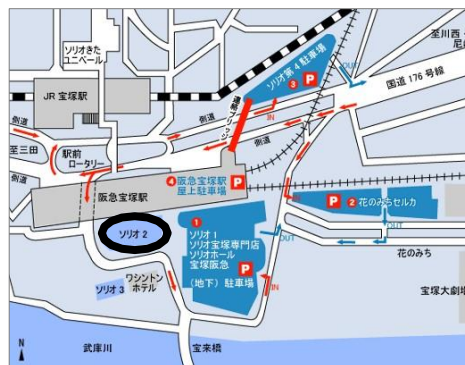 ソリオきた
ユニベール
JR 宝塚駅
側道
至三田
駅前
ロータリー
側道
連絡ブリッジ
ソリオ第4駐車場
③ P
OUT
至川西・
尼
国道 176 号線
IN
側道
側道
阪急宝塚駅
④ 阪急宝塚駅
屋上駐車場
P
ソリオ 2
①
ソリオ 1
ソリオ宝塚専門店
ソリオホール
宝塚阪急
(地下) 駐車場
P
OUT
IN
IN
P ② 花のみちセルカ
OUT
花のみち
宝塚大劇場
ソリオ 3
ワシントン
ホテル
N
武庫川
宝来橋